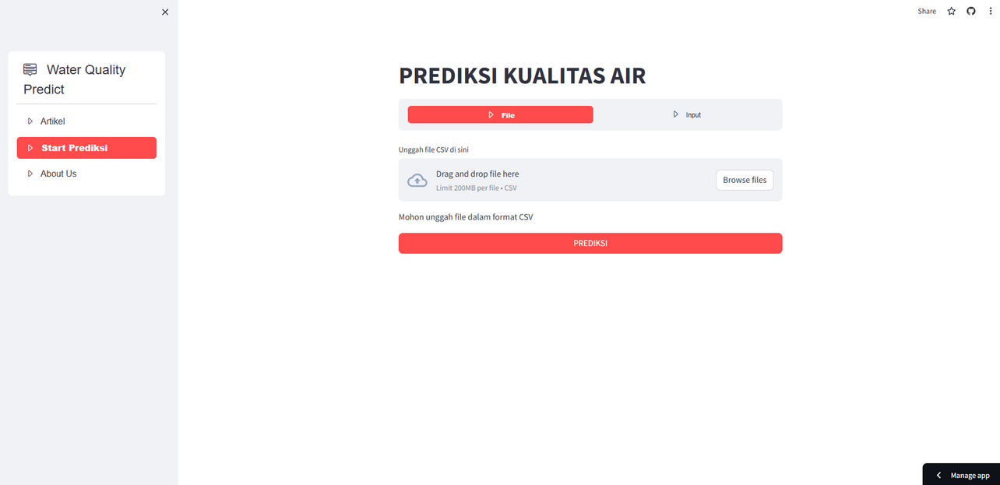 Share
Water Quality
Predict
Artikel
Start Prediksi
About Us
PREDIKSI KUALITAS AIR
File
Input
Unggah file CSV di sini
Drag and drop file here
Limit 200MB per file • CSV
Browse files
Mohon unggah file dalam format CSV
PREDIKSI
Manage app